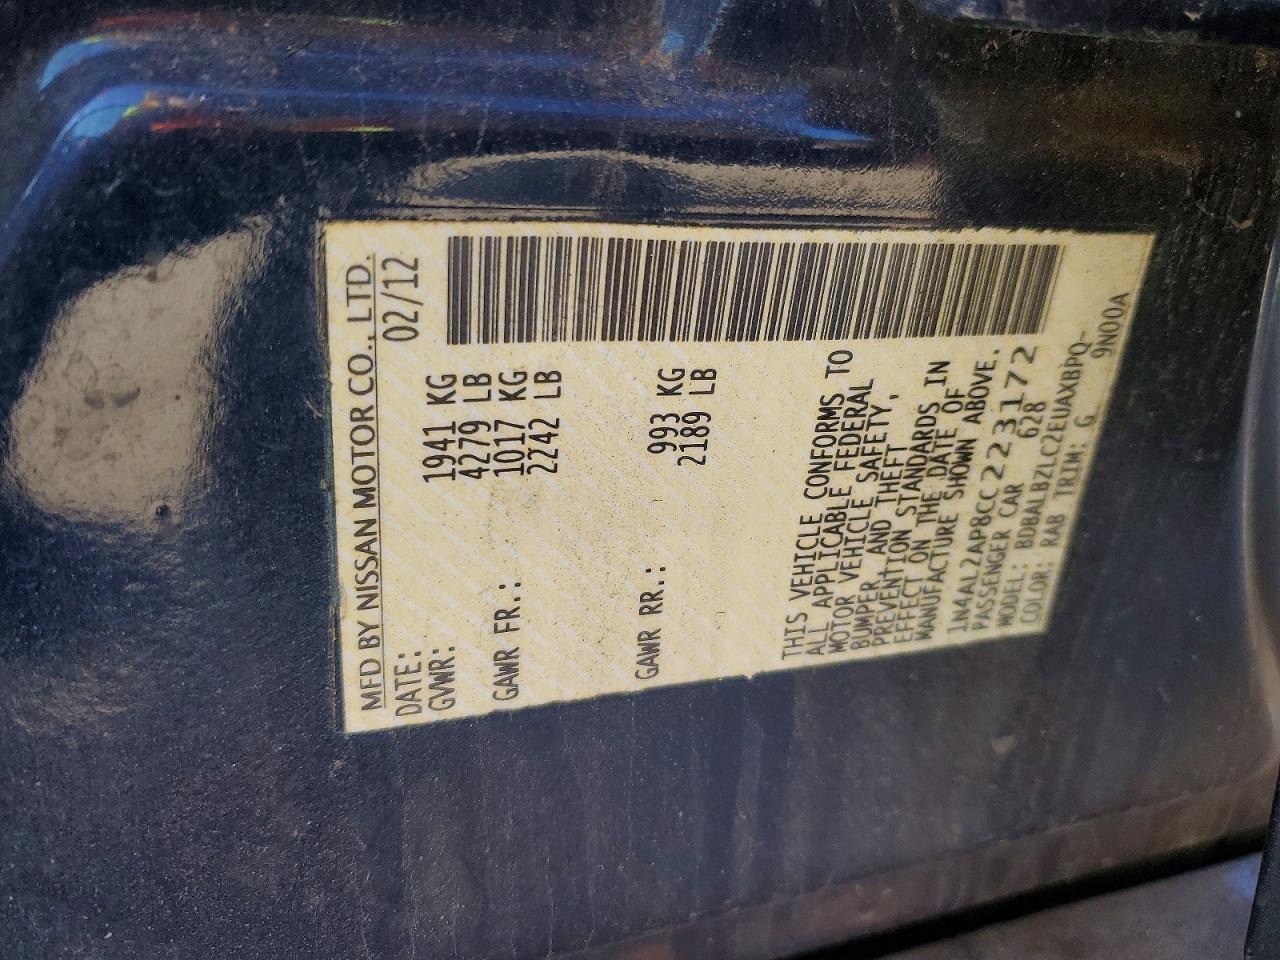 MFD BY NISSAN MOTOR CO., LTD.
DATE: 02/12
GVWR: 1941 KG
4279 LB
GAWR FR.: 1017 KG
2242 LB
GAWR RR.: 993 KG
2189 LB
THIS VEHICLE CONFORMS TO
ALL APPLICABLE FEDERAL
MOTOR VEHICLE SAFETY,
BUMPER, AND THEFT
PREVENTION STANDARDS IN
EFFECT ON THE DATE OF
MANUFACTURE SHOWN ABOVE.
1N4AL2AP8CC223172
PASSENGER CAR
MODEL: BDBALBZLC2EUAXBPQ-
COLOR: RAB TRIM: G 628
9N00A